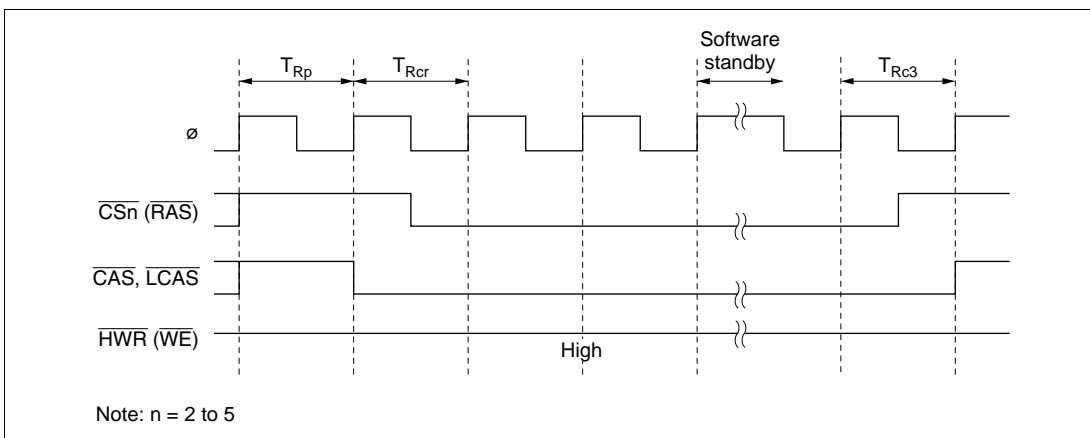 Software
standby
TRp
TRcr
TRc3
ø
CSn (RAS)
CAS, LCAS
HWR (WE)
High
Note: n = 2 to 5